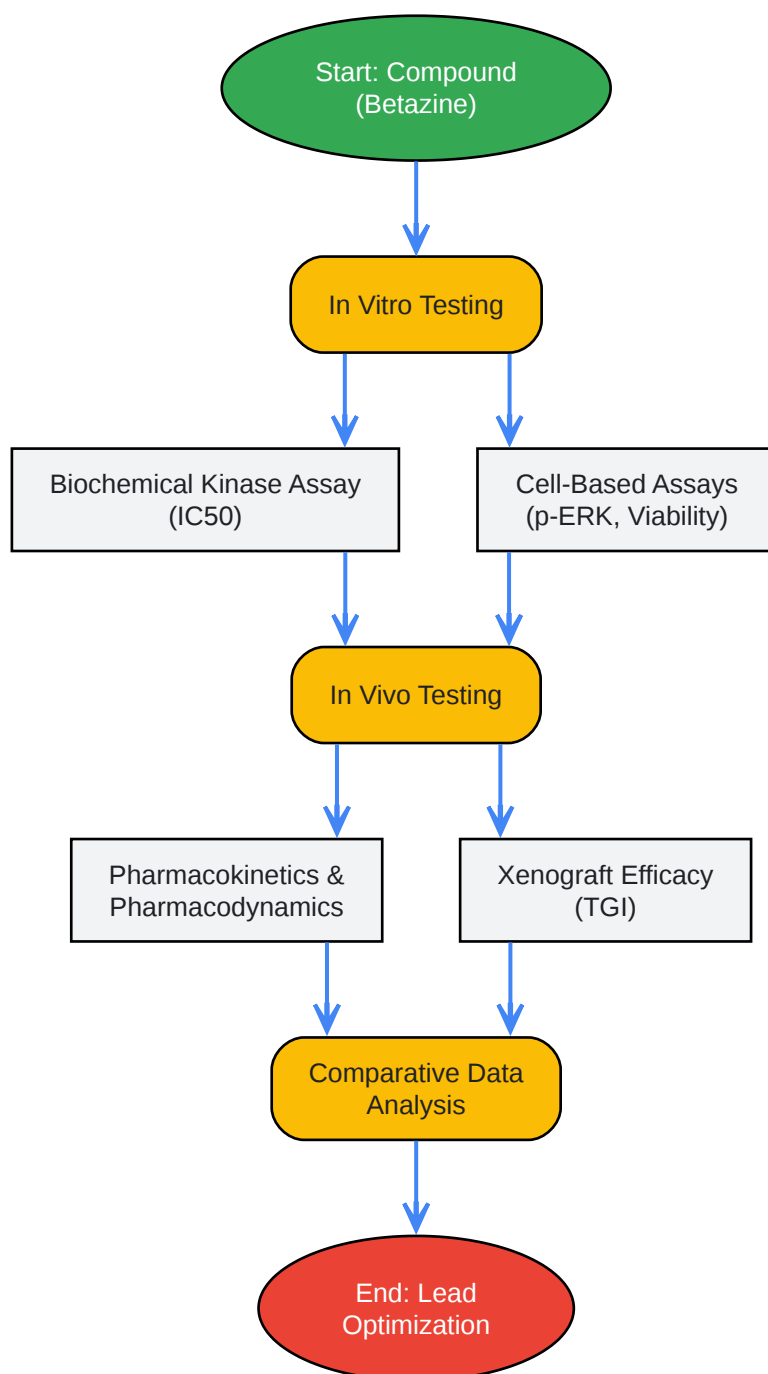 Start: Compound
(Betazine)
In Vitro Testing
Biochemical Kinase Assay
(IC50)
Cell-Based Assays
(p-ERK, Viability)
In Vivo Testing
Pharmacokinetics &
Pharmacodynamics
Xenograft Efficacy
(TGI)
Comparative Data
Analysis
End: Lead
Optimization